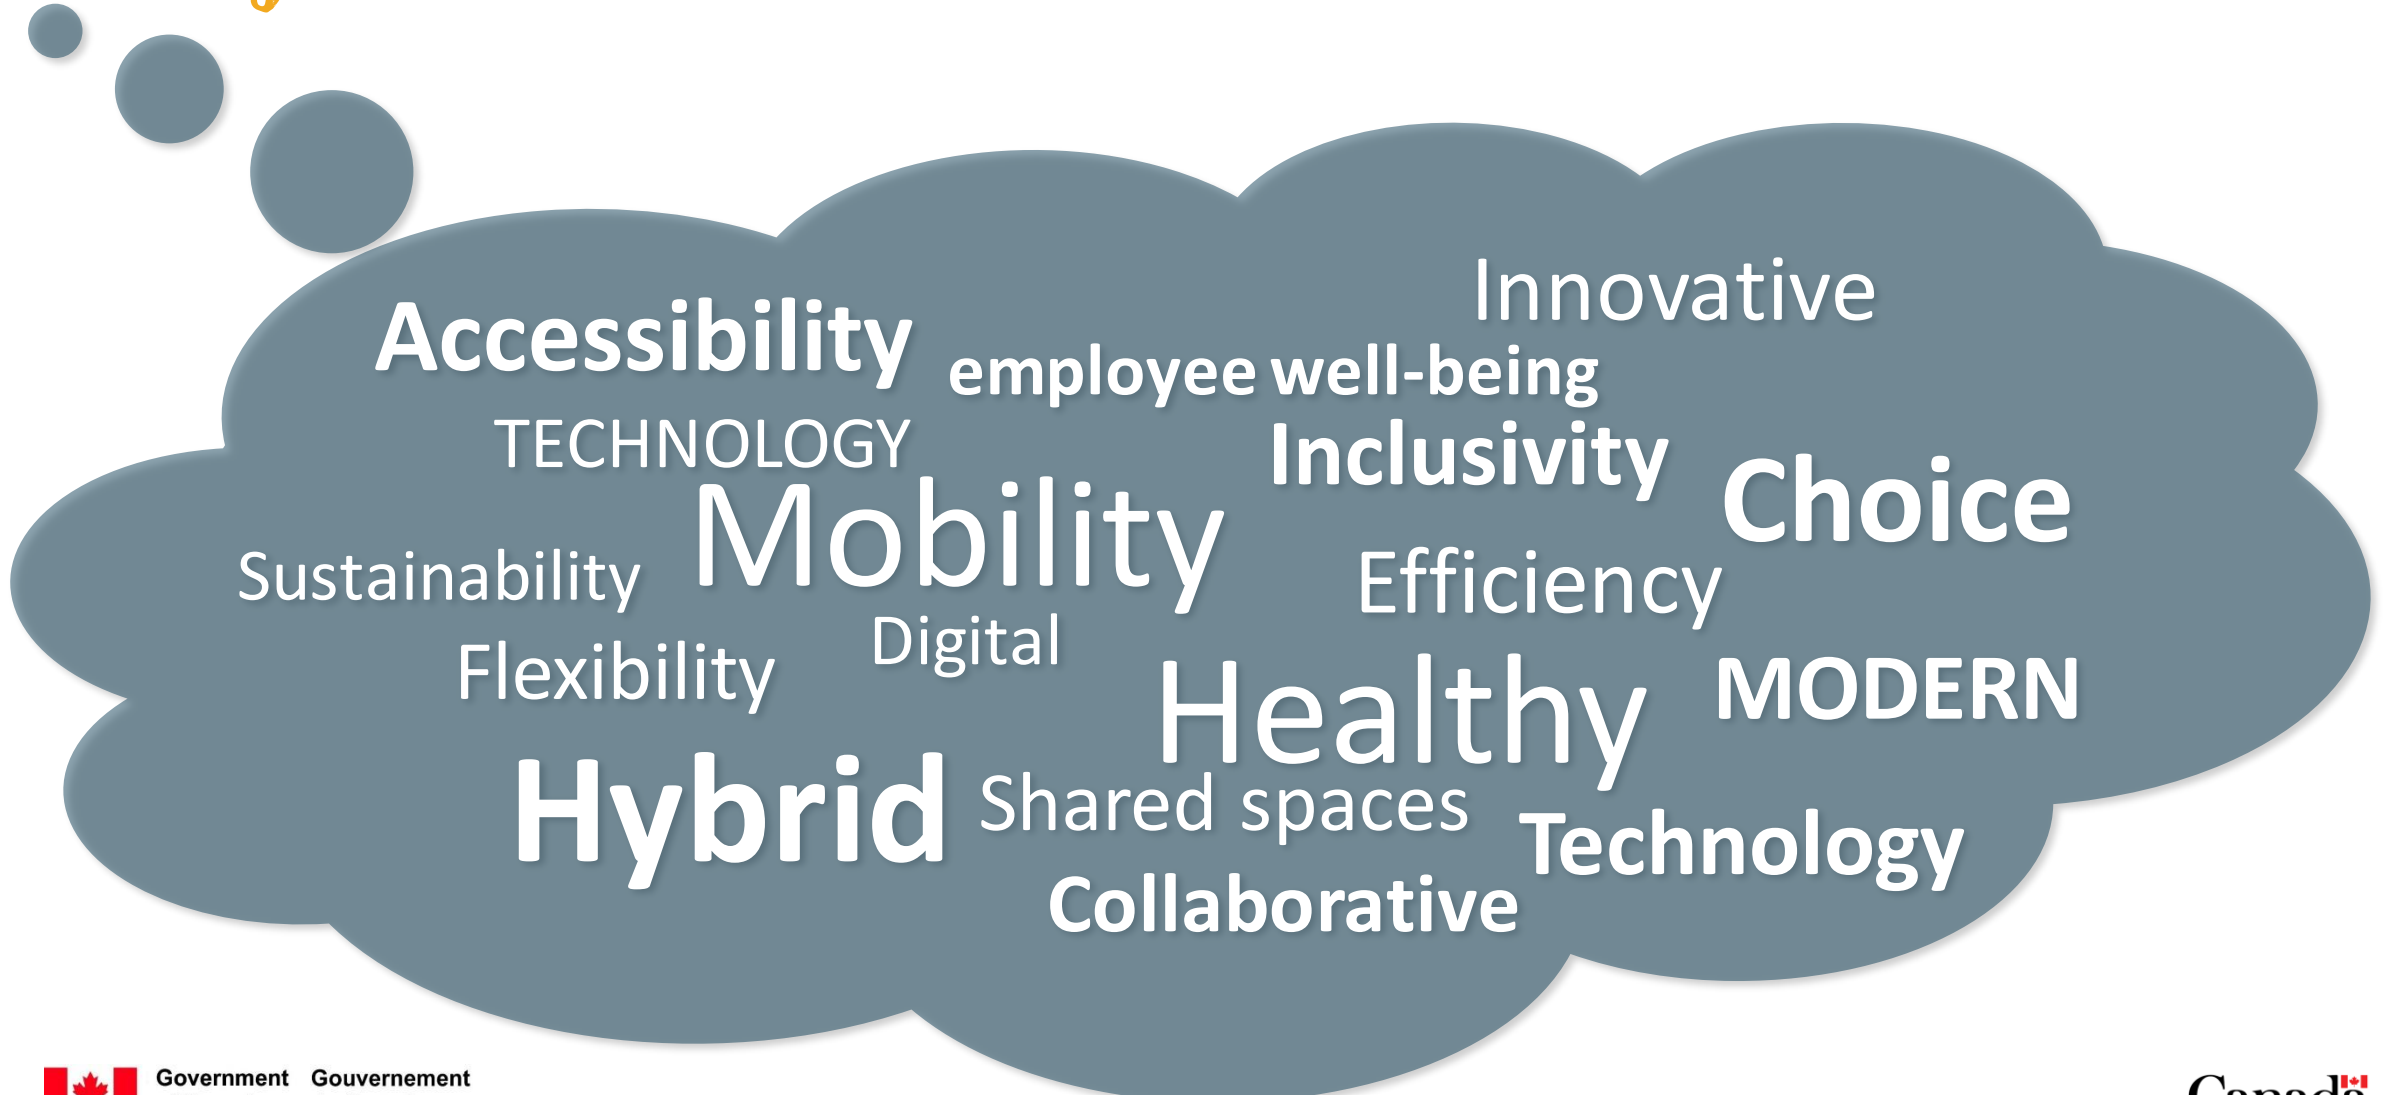 Innovative
Accessibility
employee well-being
TECHNOLOGY
Inclusivity
Choice
Mobility
Sustainability
Efficiency
Digital
Flexibility
Healthy
MODERN
Hybrid
Shared spaces
Technology
Collaborative
Government Gouvernement
Canada